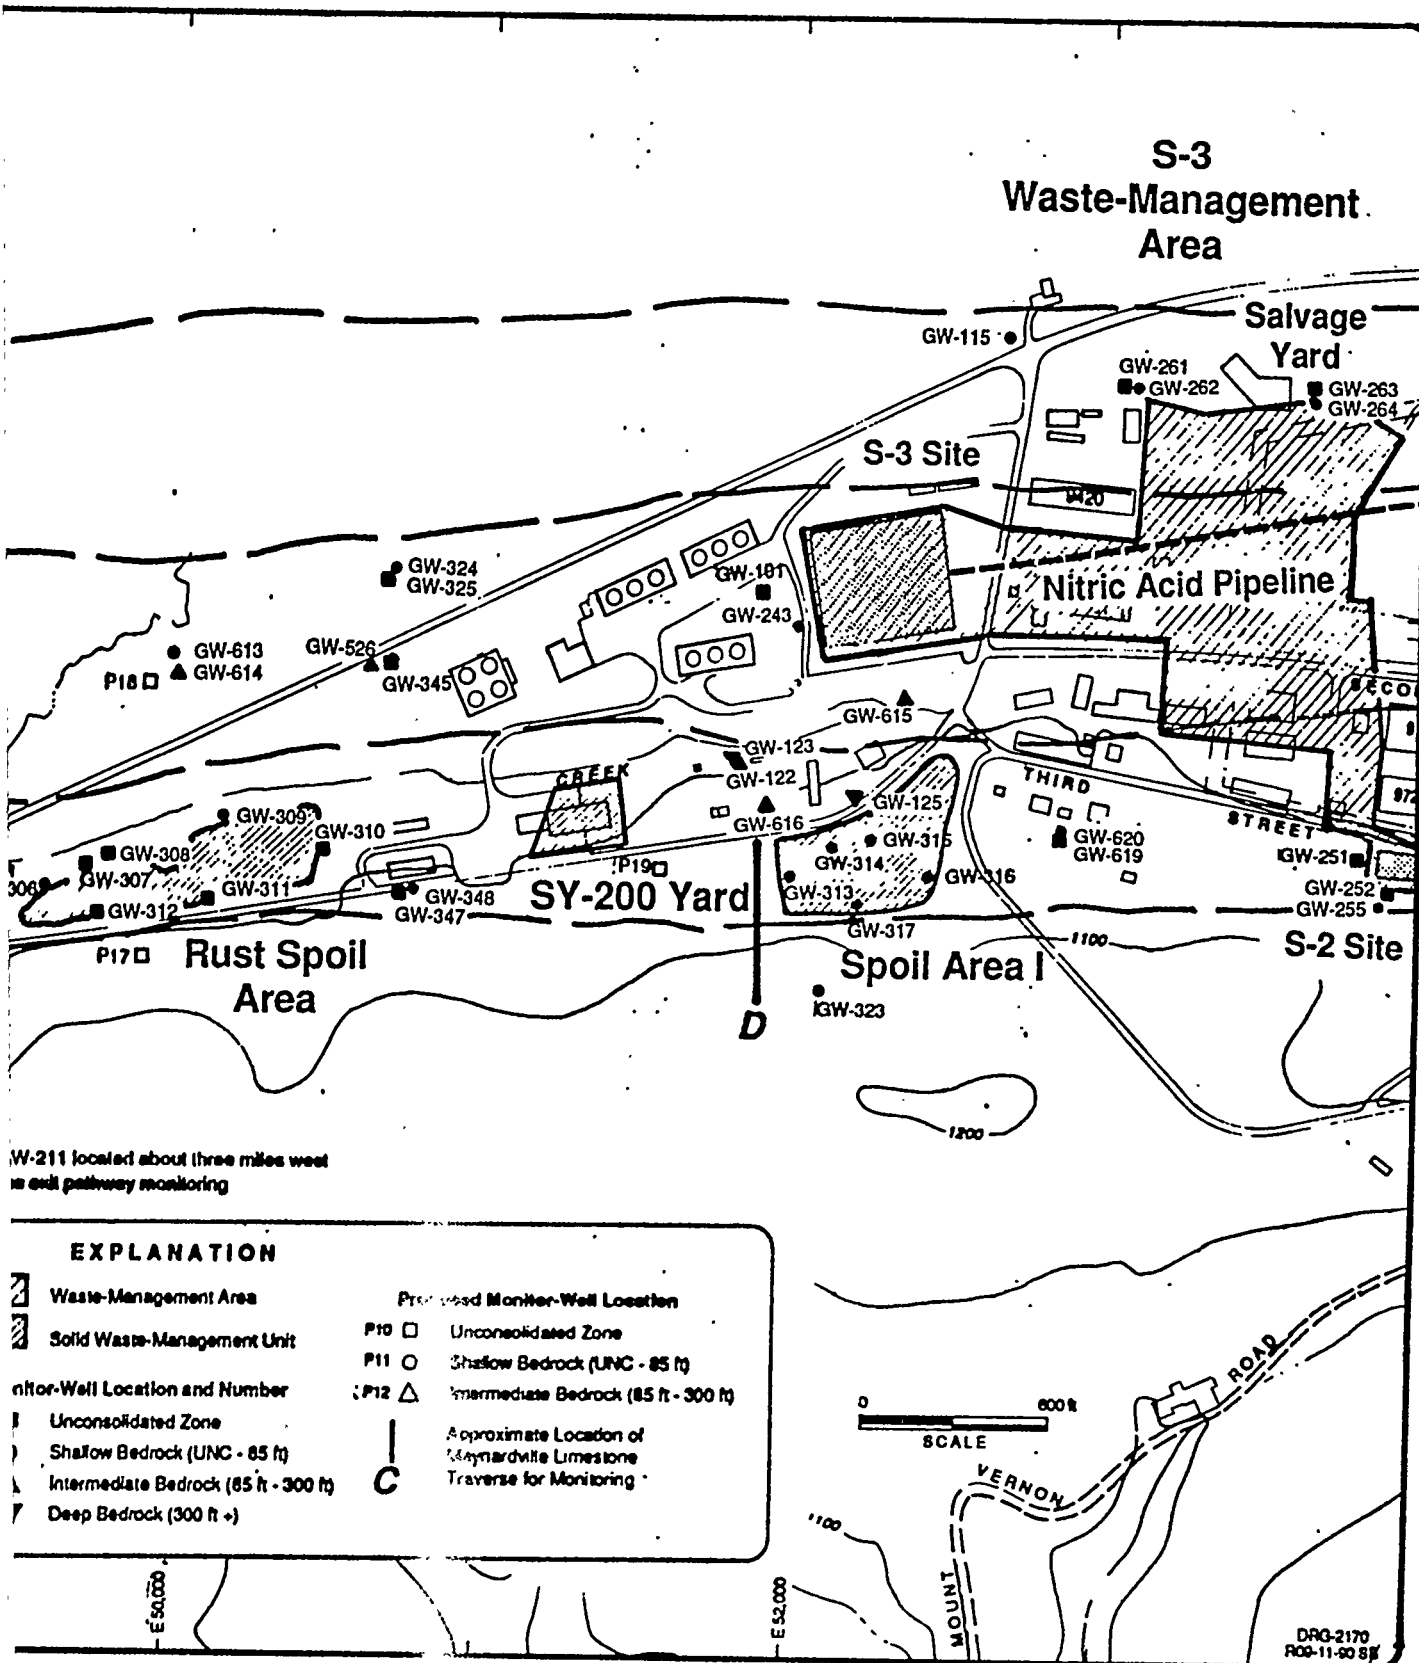 S-3
Waste-Management
Area
Salvage
Yard
GW-115
GW-261
GW-262
GW-263
GW-264
S-3 Site
9420
GW-324
GW-325
GW-101
Nitric Acid Pipeline
GW-243
GW-613
GW-614
GW-526
GW-345
P18
GW-615
GW-123
GW-122
CREEK
THIRD
STREET
GW-125
GW-616
GW-309
GW-310
GW-315
GW-620
GW-619
GW-308
GW-307
GW-314
GW-251
306
P19
GW-311
GW-348
GW-347
SY-200 Yard
GW-313
GW-316
GW-252
GW-255
GW-312
GW-317
P17
Rust Spoil
Area
1100
S-2 Site
Spoil Area I
D
GW-323
1200
W-211 located about three miles west
exit pathway monitoring
EXPLANATION
Waste-Management Area
Solid Waste-Management Unit
nitor-Well Location and Number
Unconsolidated Zone
Shallow Bedrock (UNC - 85 ft)
Intermediate Bedrock (85 ft - 300 ft)
Deep Bedrock (300 ft +)
Monitor-Well Location
P10 Unconsolidated Zone
P11 Shallow Bedrock (UNC - 85 ft)
P12 Intermediate Bedrock (85 ft - 300 ft)
C
Approximate Location of
Maynardville Limestone
Traverse for Monitoring
0 600 ft
SCALE
MOUNT VERNON ROAD
1100
E 50,000
E 52,000
DRG-2170
R09-11-90